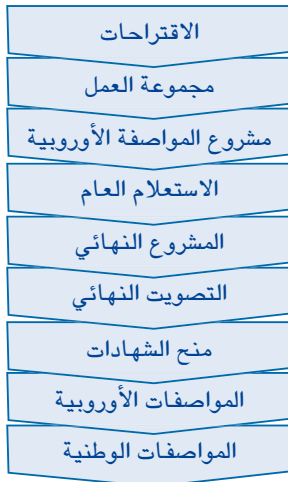 الاقتراحات
مجموعة العمل
مشروع المواصفة الأوروبية
الاستعلام العام
المشروع النهائي
التصويت النهائي
منح الشهادات
المواصفات الأوروبية
المواصفات الوطنية